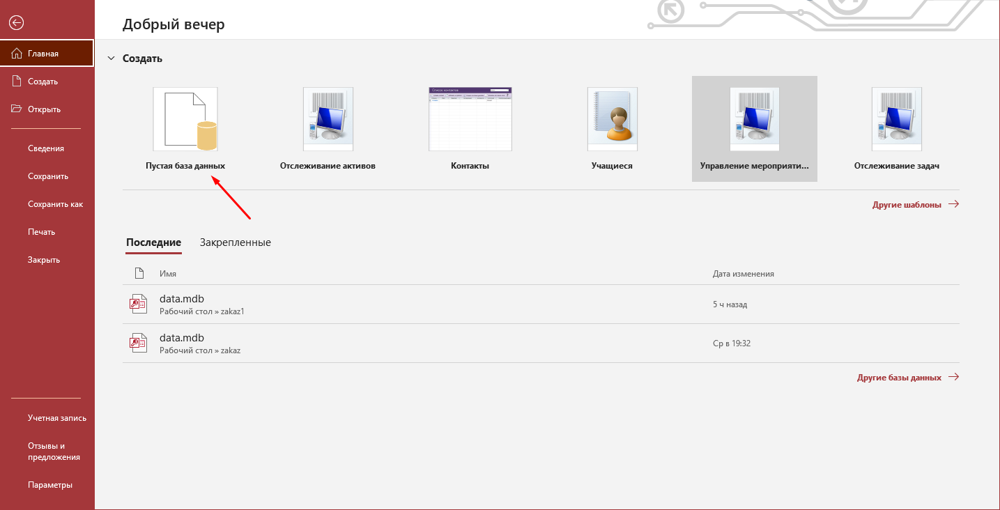 Добрый вечер
Главная
Создать
Открыть
Сведения
Сохранить
Сохранить как
Печать
Закрыть
Учетная запись
Отзывы и
предложения
Параметры
Создать
Пустая база данных
Отслеживание активов
Список контактов
Контакты
Учащиеся
Управление мероприяти...
Отслеживание задач
Другие шаблоны
Последние
Закрепленные
Имя
Дата изменения
data.mdb
Рабочий стол » zakaz1
5 ч назад
data.mdb
Рабочий стол » zakaz
Ср в 19:32
Другие базы данных